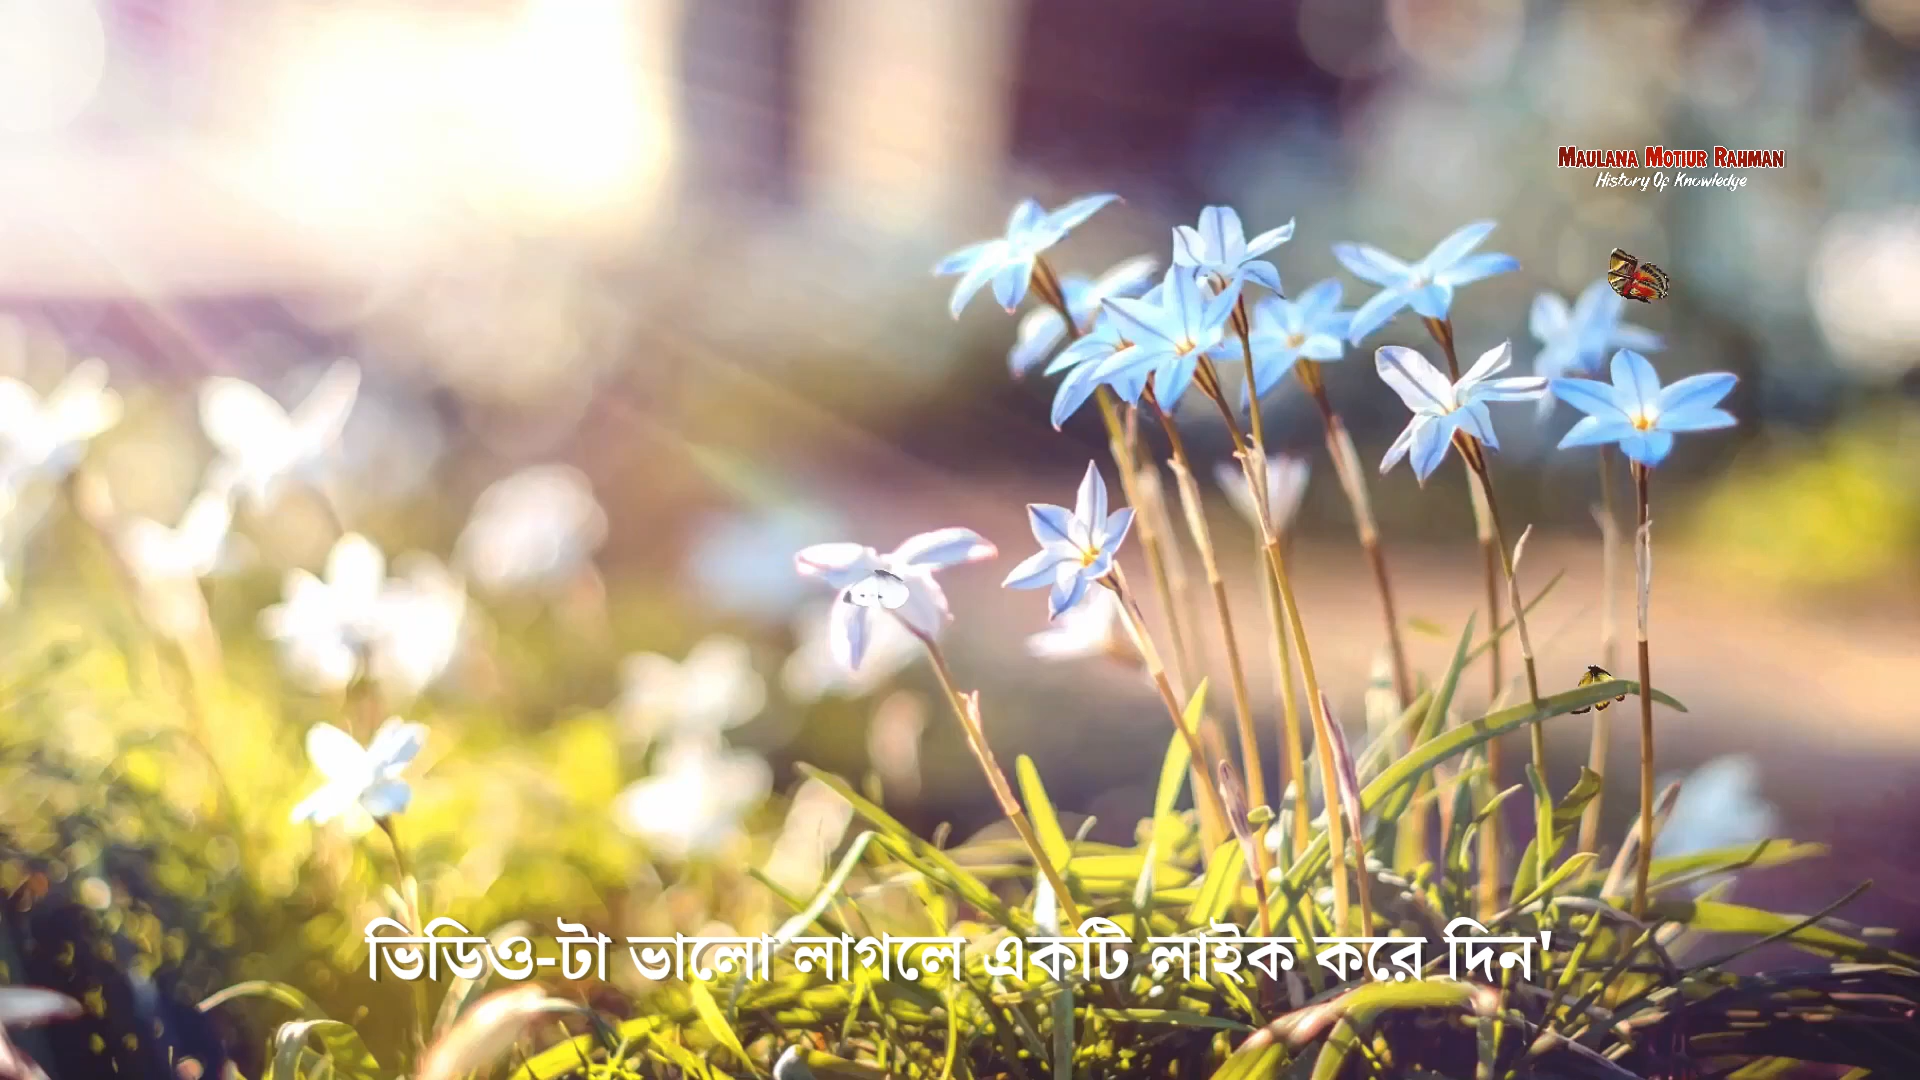 Maulana Motiur Rahman
History Of Knowledge
ভিডিও-টা ভালো লাগলে একটি লাইক করে দিন'